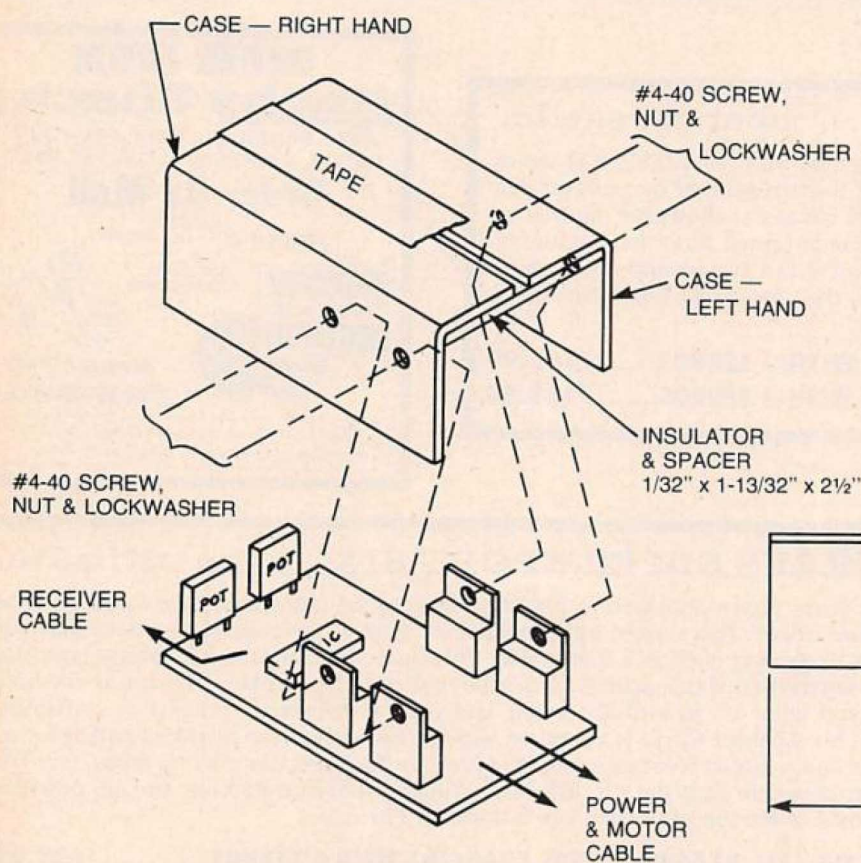 CASE — RIGHT HAND
#4-40 SCREW,
NUT &
LOCKWASHER
TAPE
CASE —
LEFT HAND
INSULATOR
& SPACER
1/32" x 1-13/32" x 2½"
#4-40 SCREW,
NUT & LOCKWASHER
POT
POT
RECEIVER
CABLE
IC
POWER
& MOTOR
CABLE